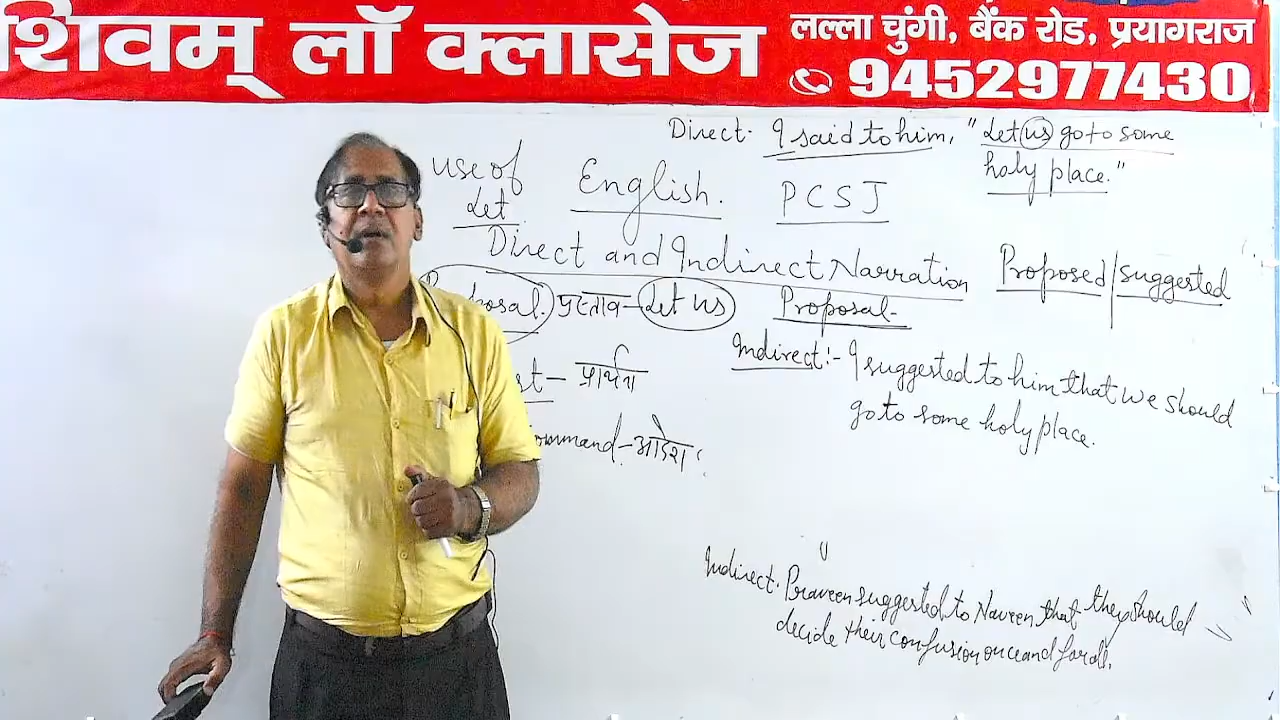 शिवम् लॉ क्लासेज
लल्ला चुंगी, बैंक रोड, प्रयागराज
9452977430
Direct. I said to him, "Let us go to some
holy place."
use of
Let
English. PCSJ
Direct and Indirect Narration
Proposed/suggested
प्रस्ताव - Let us
Proposal-
Indirect:- I suggested to him that we should
go to some holy place.
प्रार्थना
ommand - आदेश
Indirect. Praveen suggested to Naveen that they should
decide their confusion once and for all.